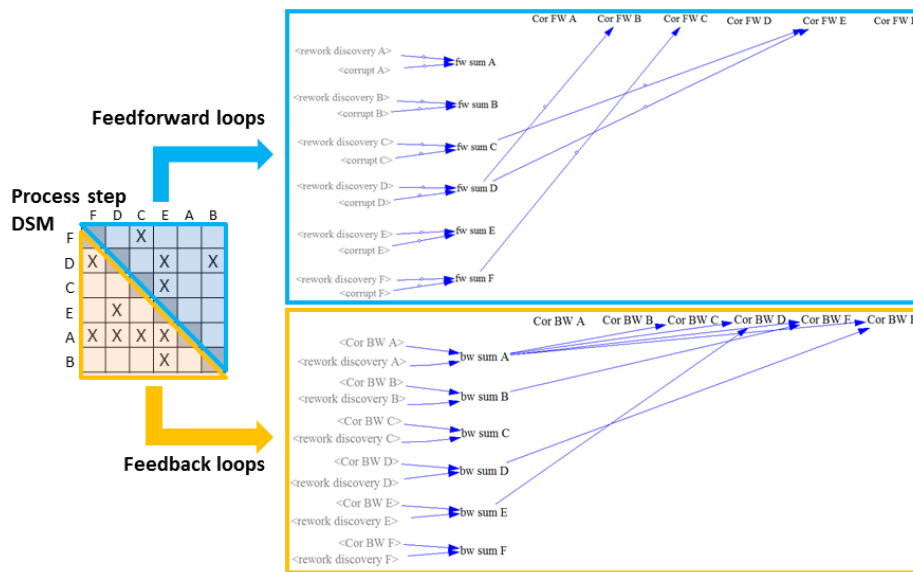 Feedforward loops
Process step
DSM
F D C E A B
F X
D X X X
C X
E X
A X X X X
B X
Feedback loops
Cor FW A Cor FW B Cor FW C Cor FW D Cor FW E
<rework discovery A>
<corrupt A>
fw sum A
<rework discovery B>
<corrupt B>
fw sum B
<rework discovery C>
<corrupt C>
fw sum C
<rework discovery D>
<corrupt D>
fw sum D
<rework discovery E>
<corrupt E>
fw sum E
<rework discovery F>
<corrupt F>
fw sum F
Cor BW A Cor BW B Cor BW C Cor BW D Cor BW E
<Cor BW A>
<rework discovery A>
bw sum A
<Cor BW B>
<rework discovery B>
bw sum B
<Cor BW C>
<rework discovery C>
bw sum C
<Cor BW D>
<rework discovery D>
bw sum D
<Cor BW E>
<rework discovery E>
bw sum E
<Cor BW F>
<rework discovery F>
bw sum F